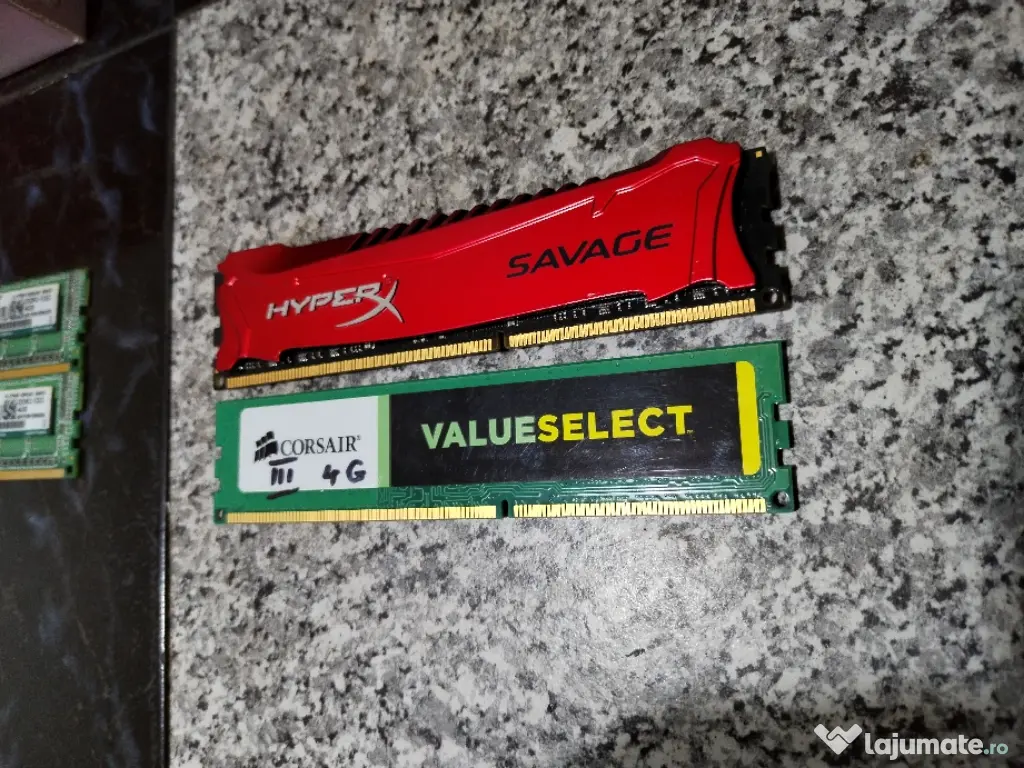 HYPERX
SAVAGE
CORSAIR
III 4G
VALUESELECT
lajumate.ro